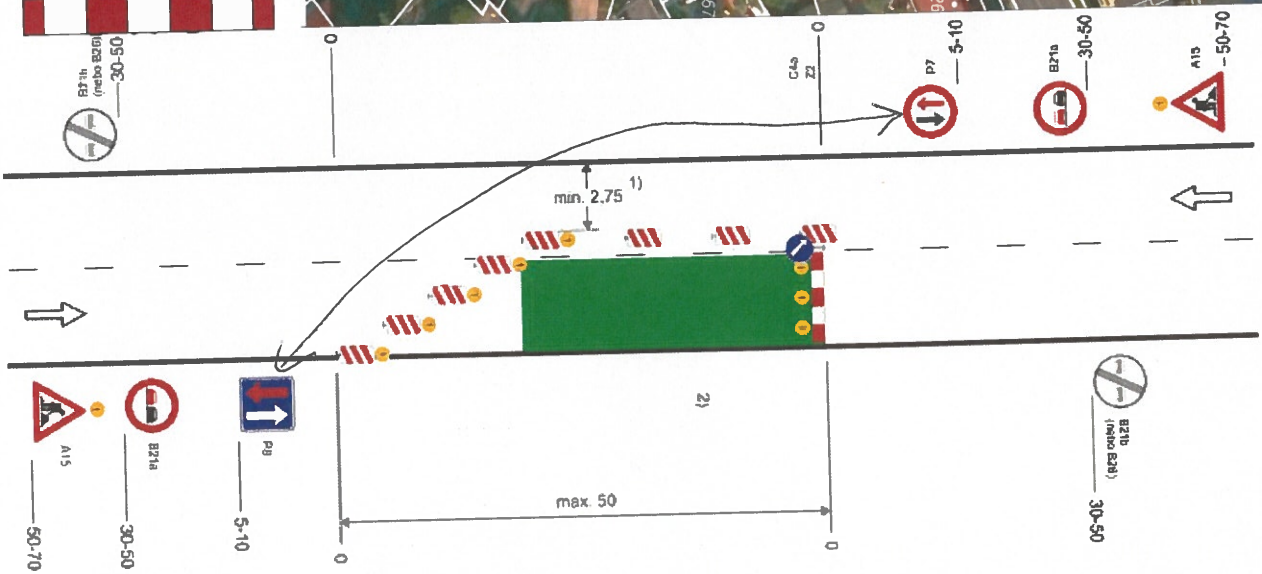 B21b
(nebo B26)
30-50
0
0
C4a
Z2
P7
5-10
B21a
30-50
A15
50-70
min. 2,75 1)
2)
A15
50-70
B21a
30-50
P8
5-10
max. 50
0
0
B21b
(nebo B26)
30-50